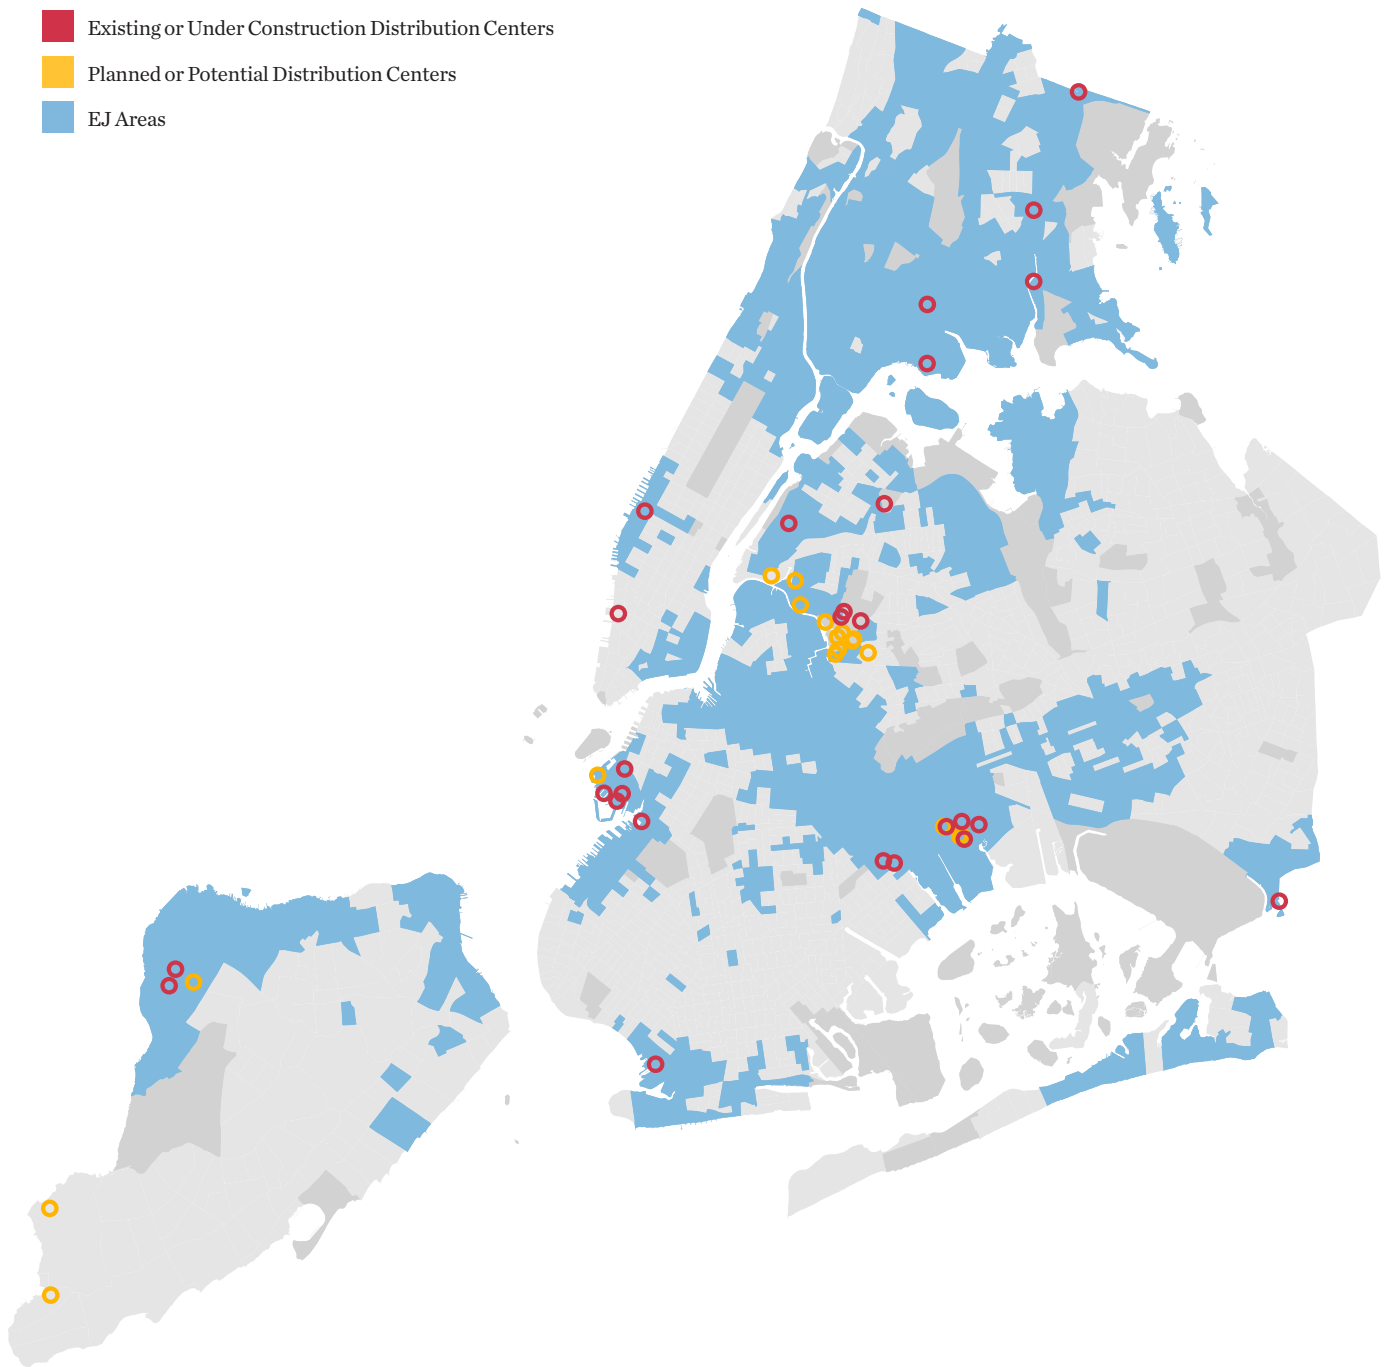 Existing or Under Construction Distribution Centers
Planned or Potential Distribution Centers
EJ Areas